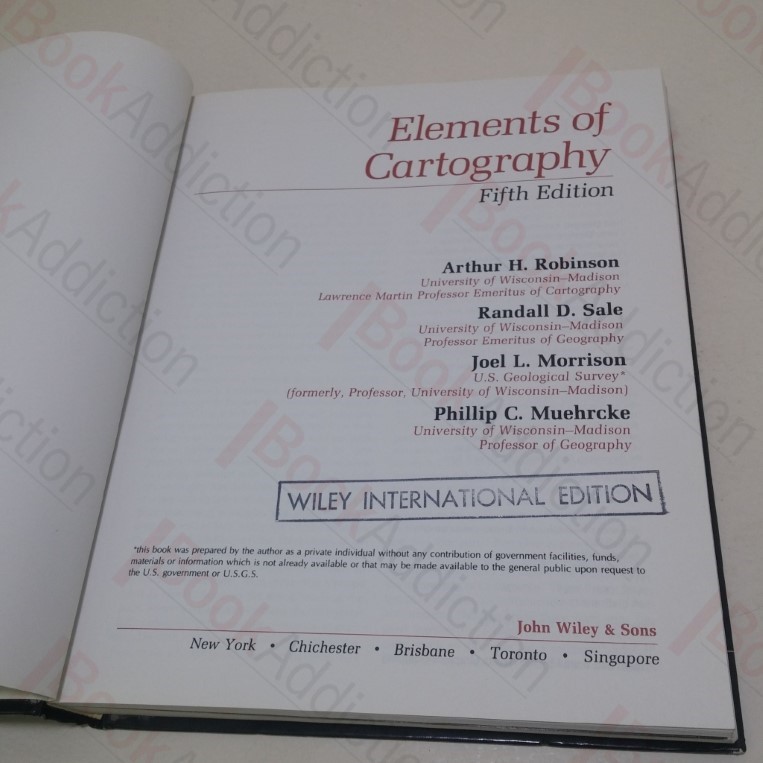 Elements of
Cartography
Fifth Edition
Arthur H. Robinson
University of Wisconsin–Madison
Lawrence Martin Professor Emeritus of Cartography
Randall D. Sale
University of Wisconsin–Madison
Professor Emeritus of Geography
Joel L. Morrison
U.S. Geological Survey*
(formerly, Professor, University of Wisconsin–Madison)
Phillip C. Muehrcke
University of Wisconsin–Madison
Professor of Geography
WILEY INTERNATIONAL EDITION
*this book was prepared by the author as a private individual without any contribution of government facilities, funds,
materials or information which is not already available or that may be made available to the general public upon request to
the U.S. government or U.S.G.S.
John Wiley & Sons
New York • Chichester • Brisbane • Toronto • Singapore
BookAddiction